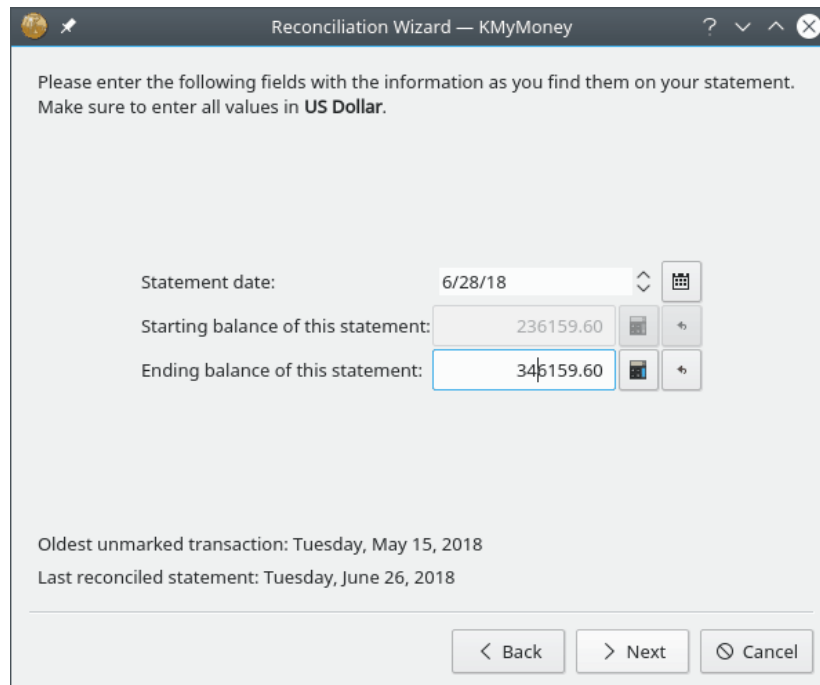 Reconciliation Wizard — KMyMoney
Please enter the following fields with the information as you find them on your statement.
Make sure to enter all values in US Dollar.
Statement date: 6/28/18
Starting balance of this statement: 236159.60
Ending balance of this statement: 346159.60
Oldest unmarked transaction: Tuesday, May 15, 2018
Last reconciled statement: Tuesday, June 26, 2018
Back Next Cancel